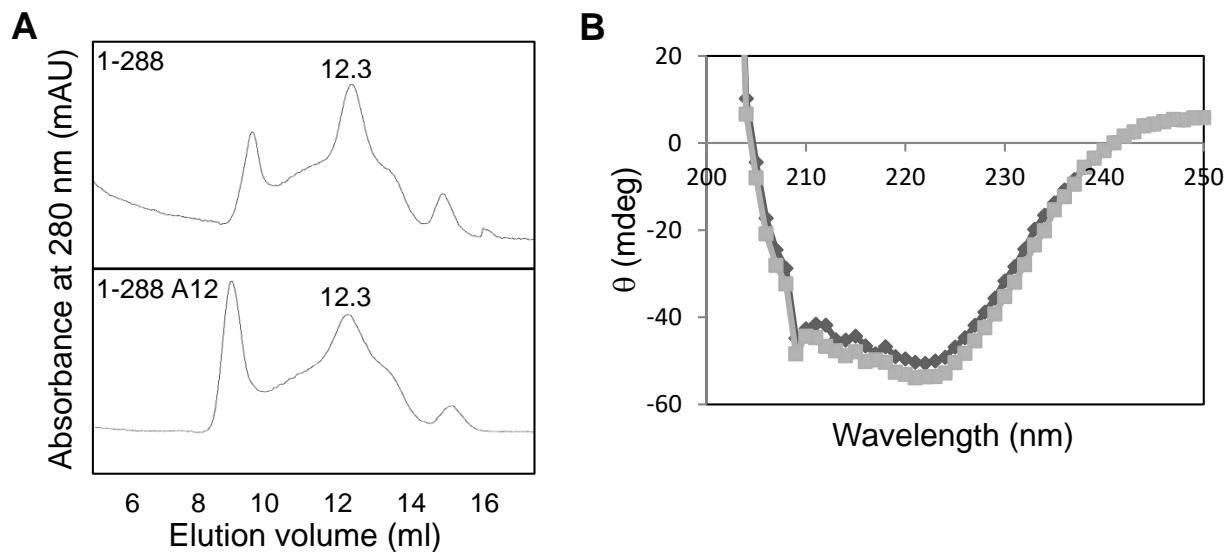 A
1-288
12.3
1-288 A12
12.3
Absorbance at 280 nm (mAU)
6 8 10 12 14 16
Elution volume (ml)
B
20
0
-20
-40
-60
200 210 220 230 240 250
θ (mdeg)
Wavelength (nm)